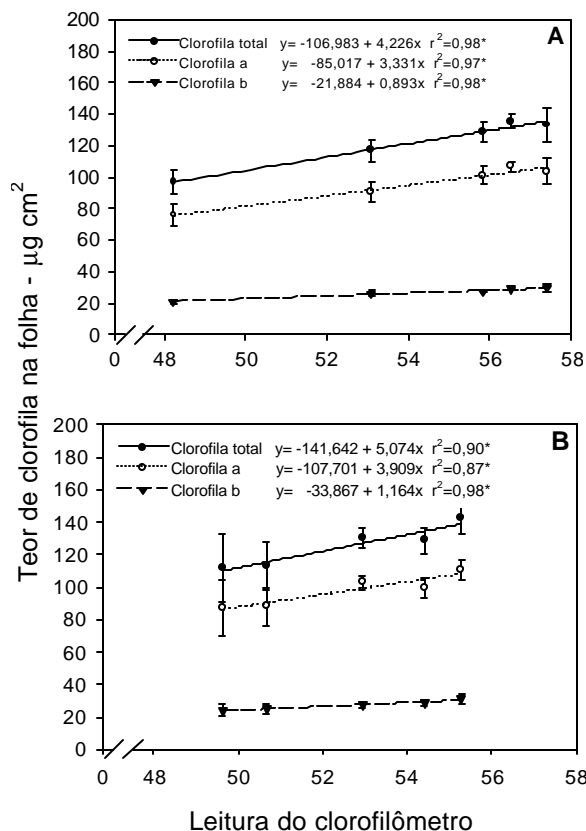 Teor de clorofila na folha - µg cm²
A
Clorofila total y= -106,983 + 4,226x r²=0,98*
Clorofila a y= -85,017 + 3,331x r²=0,97*
Clorofila b y= -21,884 + 0,893x r²=0,98*
200
180
160
140
120
100
80
60
40
20
0
0 48 50 52 54 56 58
B
Clorofila total y= -141,642 + 5,074x r²=0,90*
Clorofila a y= -107,701 + 3,909x r²=0,87*
Clorofila b y= -33,867 + 1,164x r²=0,98*
200
180
160
140
120
100
80
60
40
20
0
0 48 50 52 54 56 58
Leitura do clorofilômetro